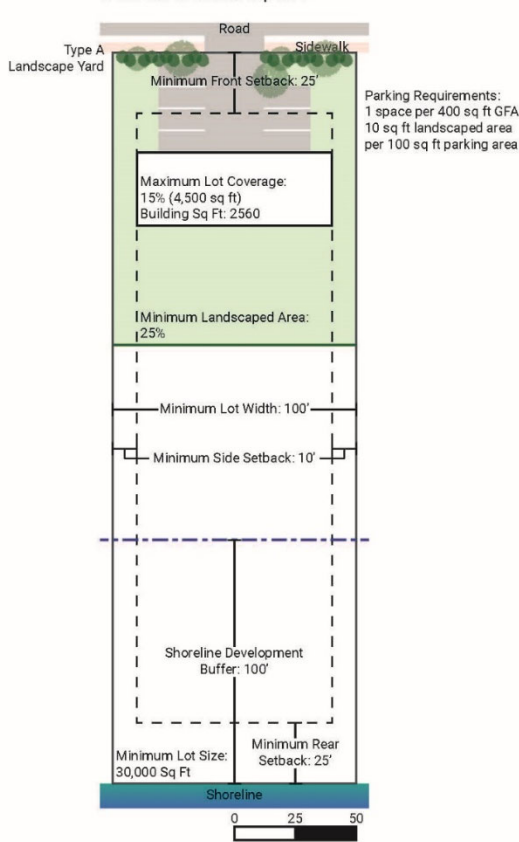 Road
Type A
Sidewalk
Landscape Yard
Minimum Front Setback: 25'
Parking Requirements:
1 space per 400 sq ft GFA
10 sq ft landscaped area
per 100 sq ft parking area
Maximum Lot Coverage:
15% (4,500 sq ft)
Building Sq Ft: 2560
Minimum Landscaped Area:
25%
Minimum Lot Width: 100'
Minimum Side Setback: 10'
Shoreline Development
Buffer: 100'
Minimum Lot Size:
30,000 Sq Ft
Minimum Rear
Setback: 25'
Shoreline
0 25 50